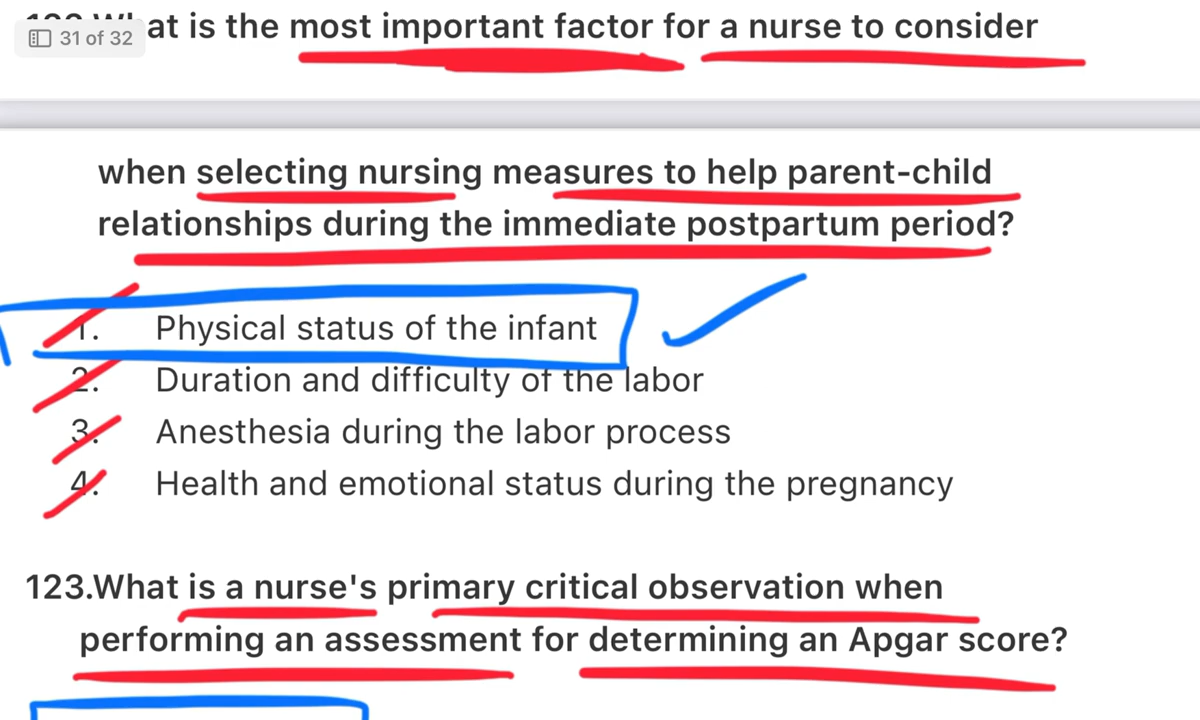 at is the most important factor for a nurse to consider
31 of 32
when selecting nursing measures to help parent-child
relationships during the immediate postpartum period?
1. Physical status of the infant
2. Duration and difficulty of the labor
3. Anesthesia during the labor process
4. Health and emotional status during the pregnancy
123.What is a nurse's primary critical observation when
performing an assessment for determining an Apgar score?